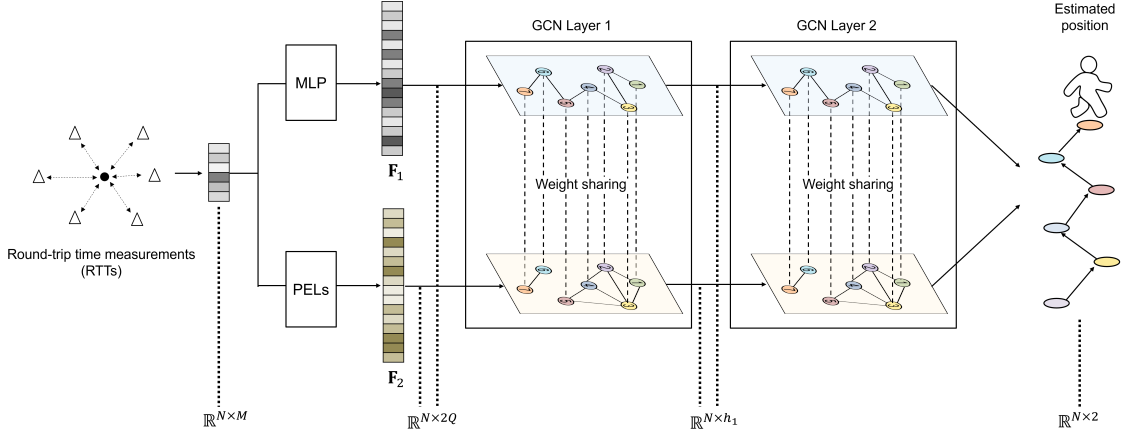 Estimated
position
GCN Layer 1
GCN Layer 2
MLP
F₁
Weight sharing
Weight sharing
Round-trip time measurements
(RTTs)
PELs
F₂
ℝ^{N×M}
ℝ^{N×2Q}
ℝ^{N×h₁}
ℝ^{N×2}